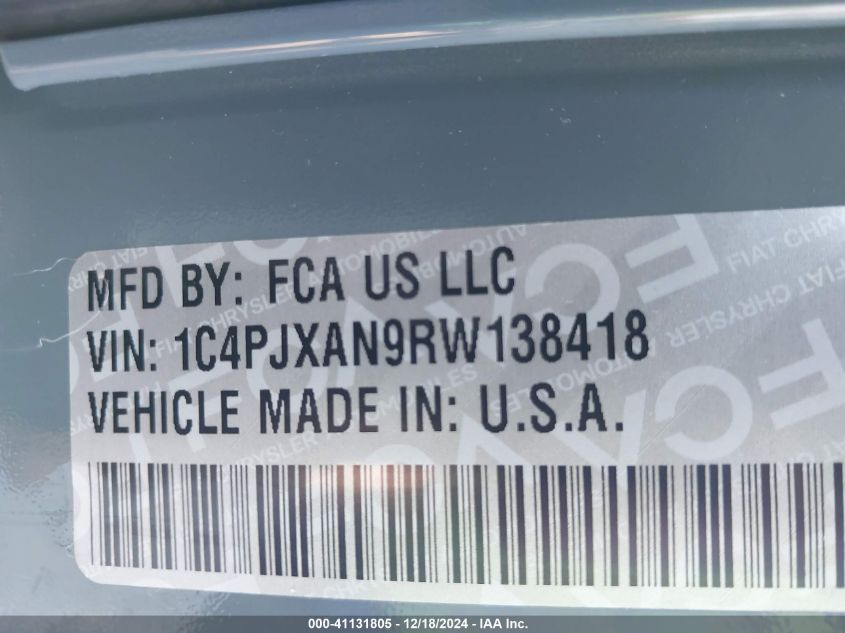 MFD BY: FCA US LLC
VIN: 1C4PJXAN9RW138418
VEHICLE MADE IN: U.S.A.
000-41131805 - 12/18/2024 - IAA Inc.